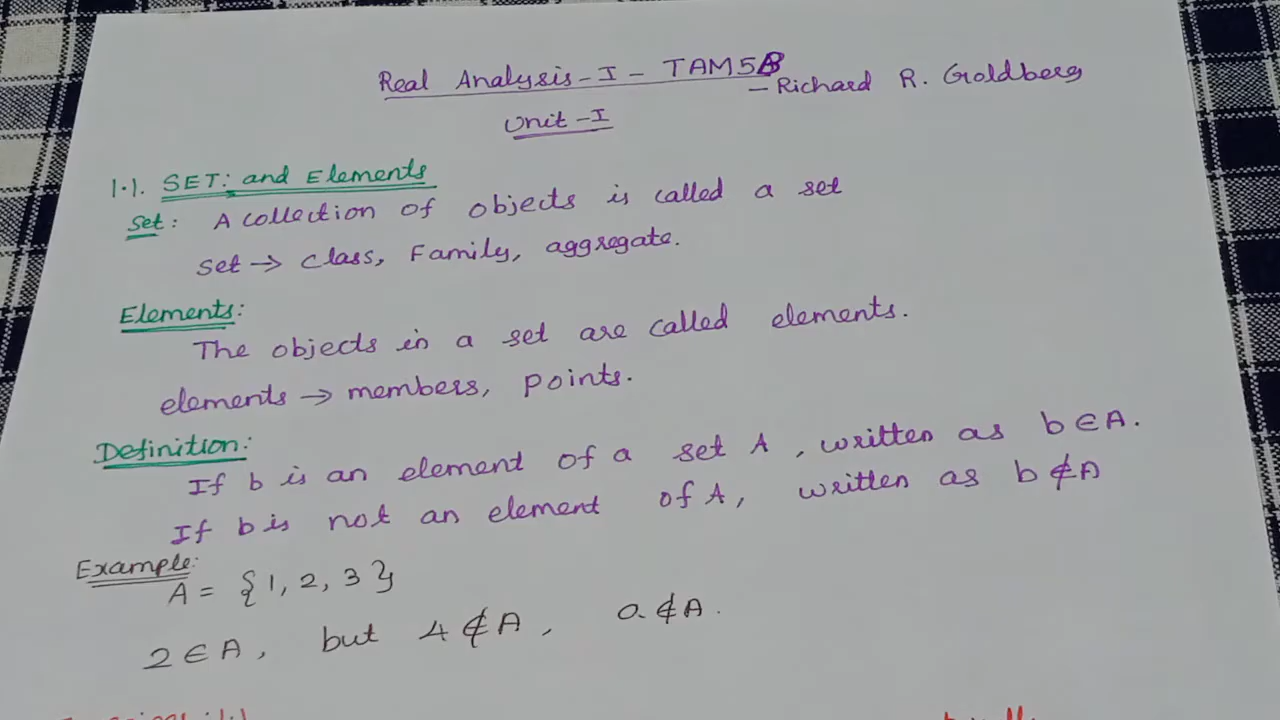 Real Analysis-I - TAM5B
- Richard R. Goldberg
Unit-I
1.1. SET: and Elements
Set: A collection of objects is called a set
Set → class, Family, aggregate.
Elements:
The objects in a set are called elements.
elements → members, points.
Definition:
If b is an element of a set A, written as b∈A.
If b is not an element of A, written as b∉A
Example:
A = {1, 2, 3}
2∈A, but 4∉A, a∉A.